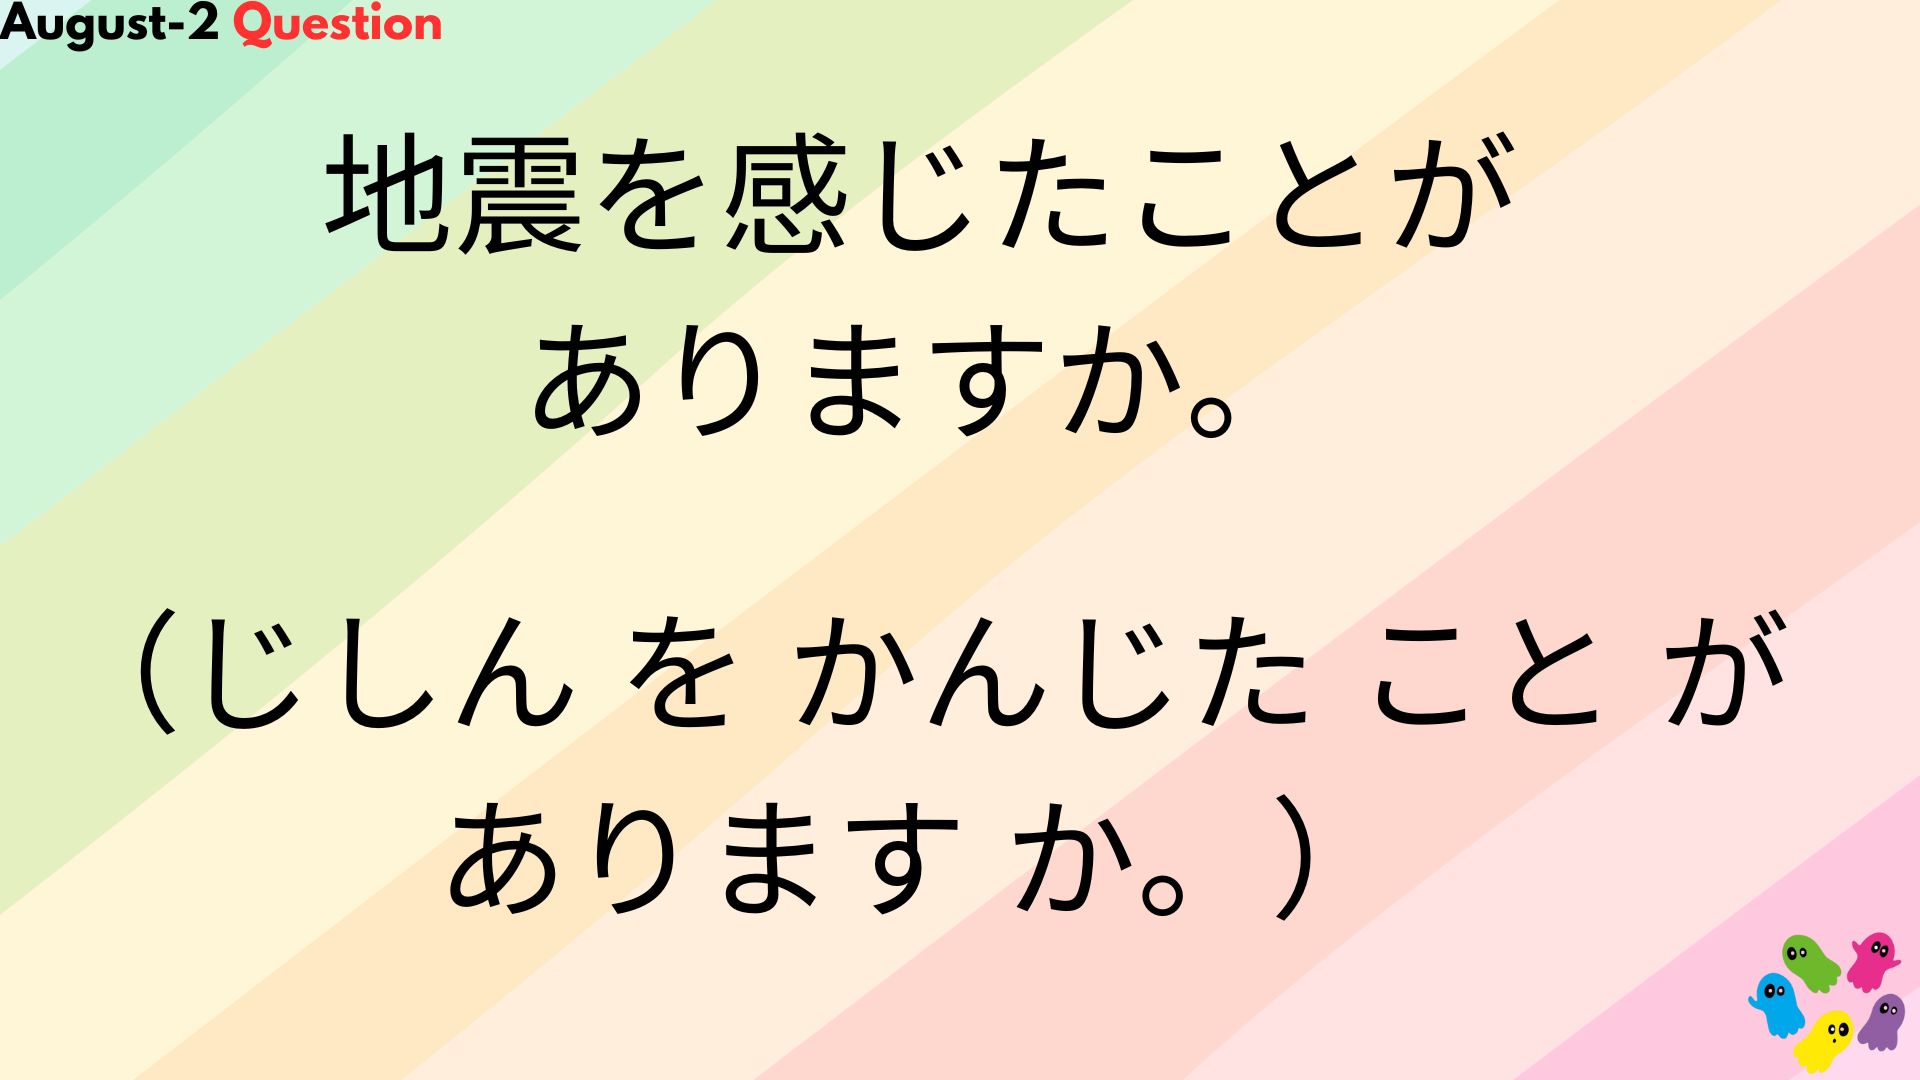 August-2 Question
地震を感じたことが
ありますか。
（じしん を かんじた こと が
あります か。）